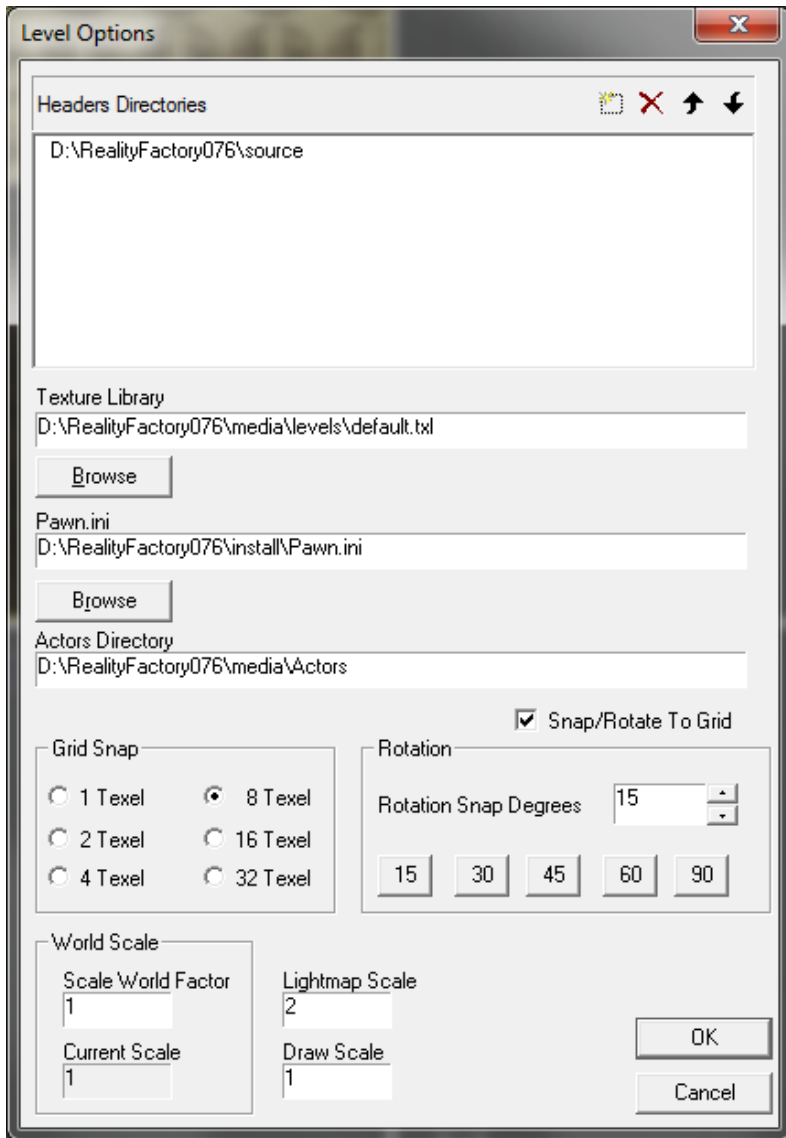 Level Options
Headers Directories
D:\RealityFactory076\source
Texture Library
D:\RealityFactory076\media\levels\default.txl
Browse
Pawn.ini
D:\RealityFactory076\install\Pawn.ini
Browse
Actors Directory
D:\RealityFactory076\media\Actors
Snap/Rotate To Grid
Grid Snap
1 Texel 8 Texel
2 Texel 16 Texel
4 Texel 32 Texel
Rotation
Rotation Snap Degrees 15
15 30 45 60 90
World Scale
Scale World Factor
1
Current Scale
1
Lightmap Scale
2
Draw Scale
1
OK
Cancel